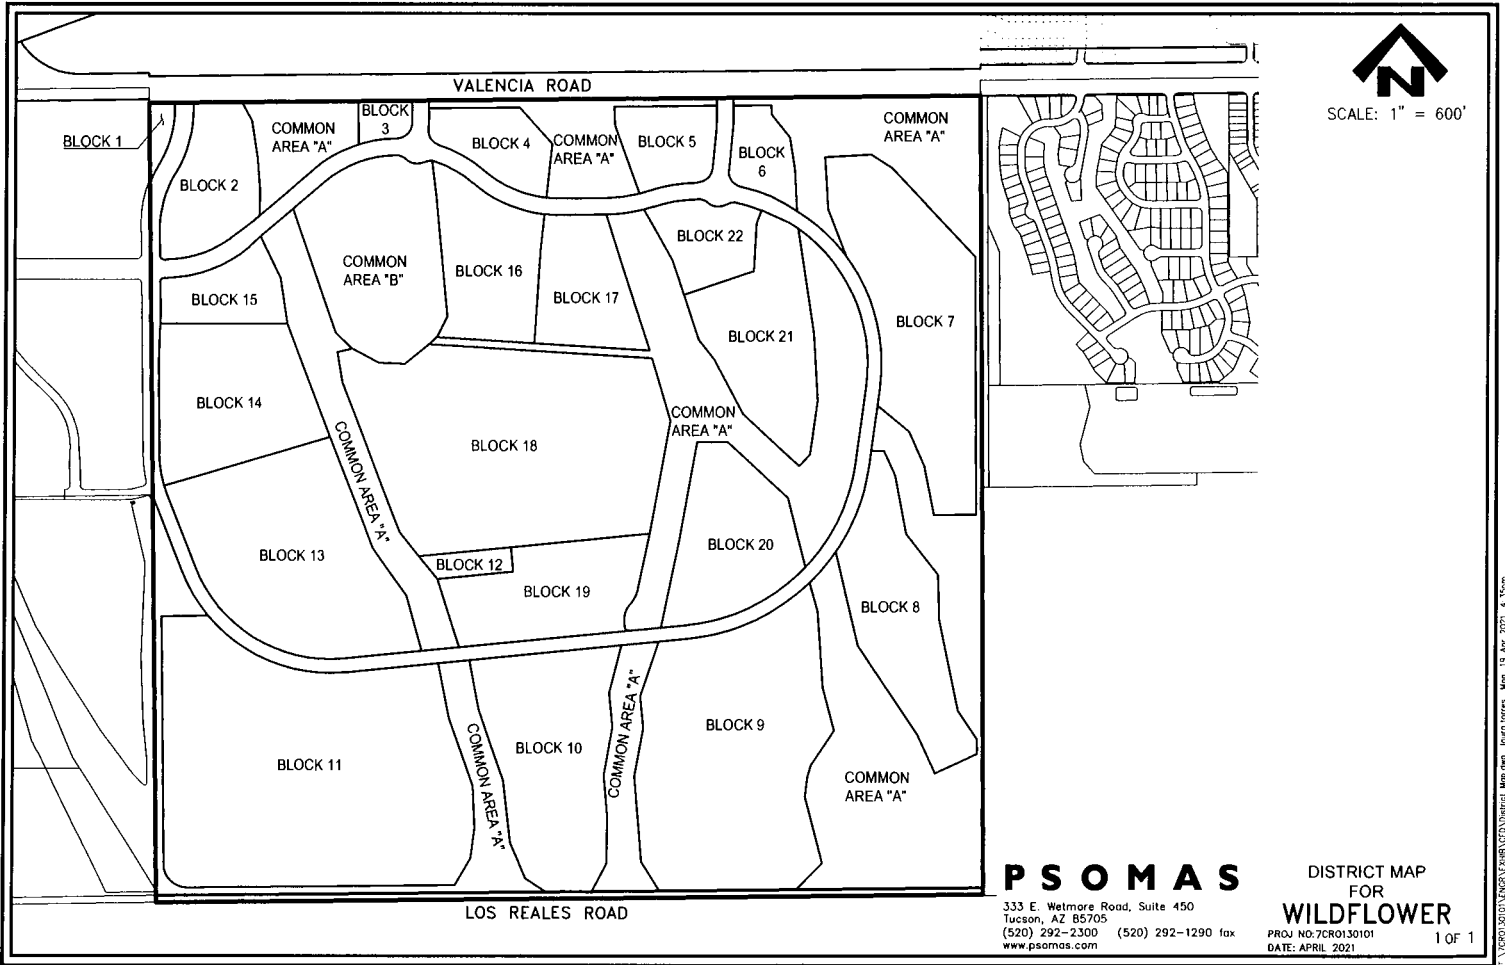 VALENCIA ROAD
N
SCALE: 1" = 600'
BLOCK 1
BLOCK 2
COMMON
AREA "A"
BLOCK
3
BLOCK 4
COMMON
AREA "A"
BLOCK 5
BLOCK
6
COMMON
AREA "A"
BLOCK 15
COMMON
AREA "B"
BLOCK 16
BLOCK 17
BLOCK 22
BLOCK 21
BLOCK 7
BLOCK 14
COMMON AREA "A"
BLOCK 18
COMMON
AREA "A"
BLOCK 13
BLOCK 12
BLOCK 19
BLOCK 20
BLOCK 8
BLOCK 11
COMMON AREA "A"
BLOCK 10
COMMON AREA "A"
BLOCK 9
COMMON
AREA "A"
LOS REALES ROAD
PSOMAS
333 E. Wetmore Road, Suite 450
Tucson, AZ 85705
(520) 292-2300 (520) 292-1290 fax
www.psomas.com
DISTRICT MAP
FOR
WILDFLOWER
PROJ NO:7CRO130101
DATE: APRIL 2021
1 OF 1